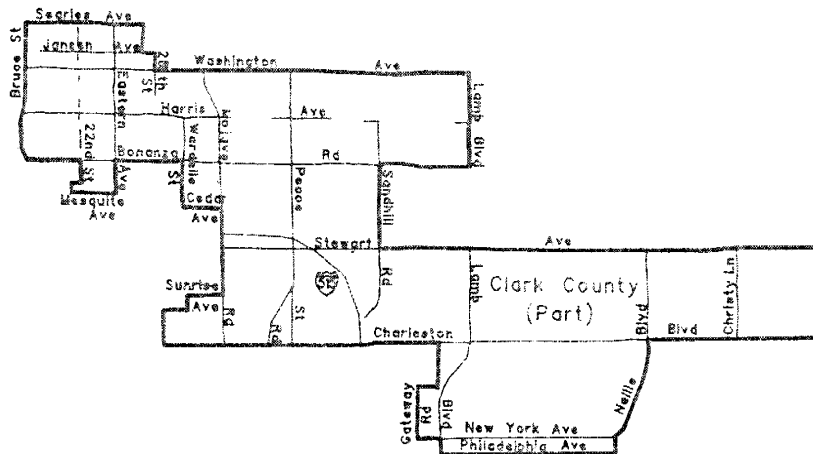 Searles Ave
Bruce St
Jansen Ave
28th St
Washington Ave
Eastern Ave
Harris Ave
Mojave Rd
Lamb Blvd
22nd St
Bonanza Rd
Wardelle St
Pecos St
Sandhill Rd
Mesquite Ave
Cedar Ave
Stewart Ave
Sunrise Ave
Lamb Blvd
Clark County
(Part)
Christy Ln
Rd
Charleston Blvd
Nellis Blvd
Gateway Rd
New York Ave
Philadelphia Ave